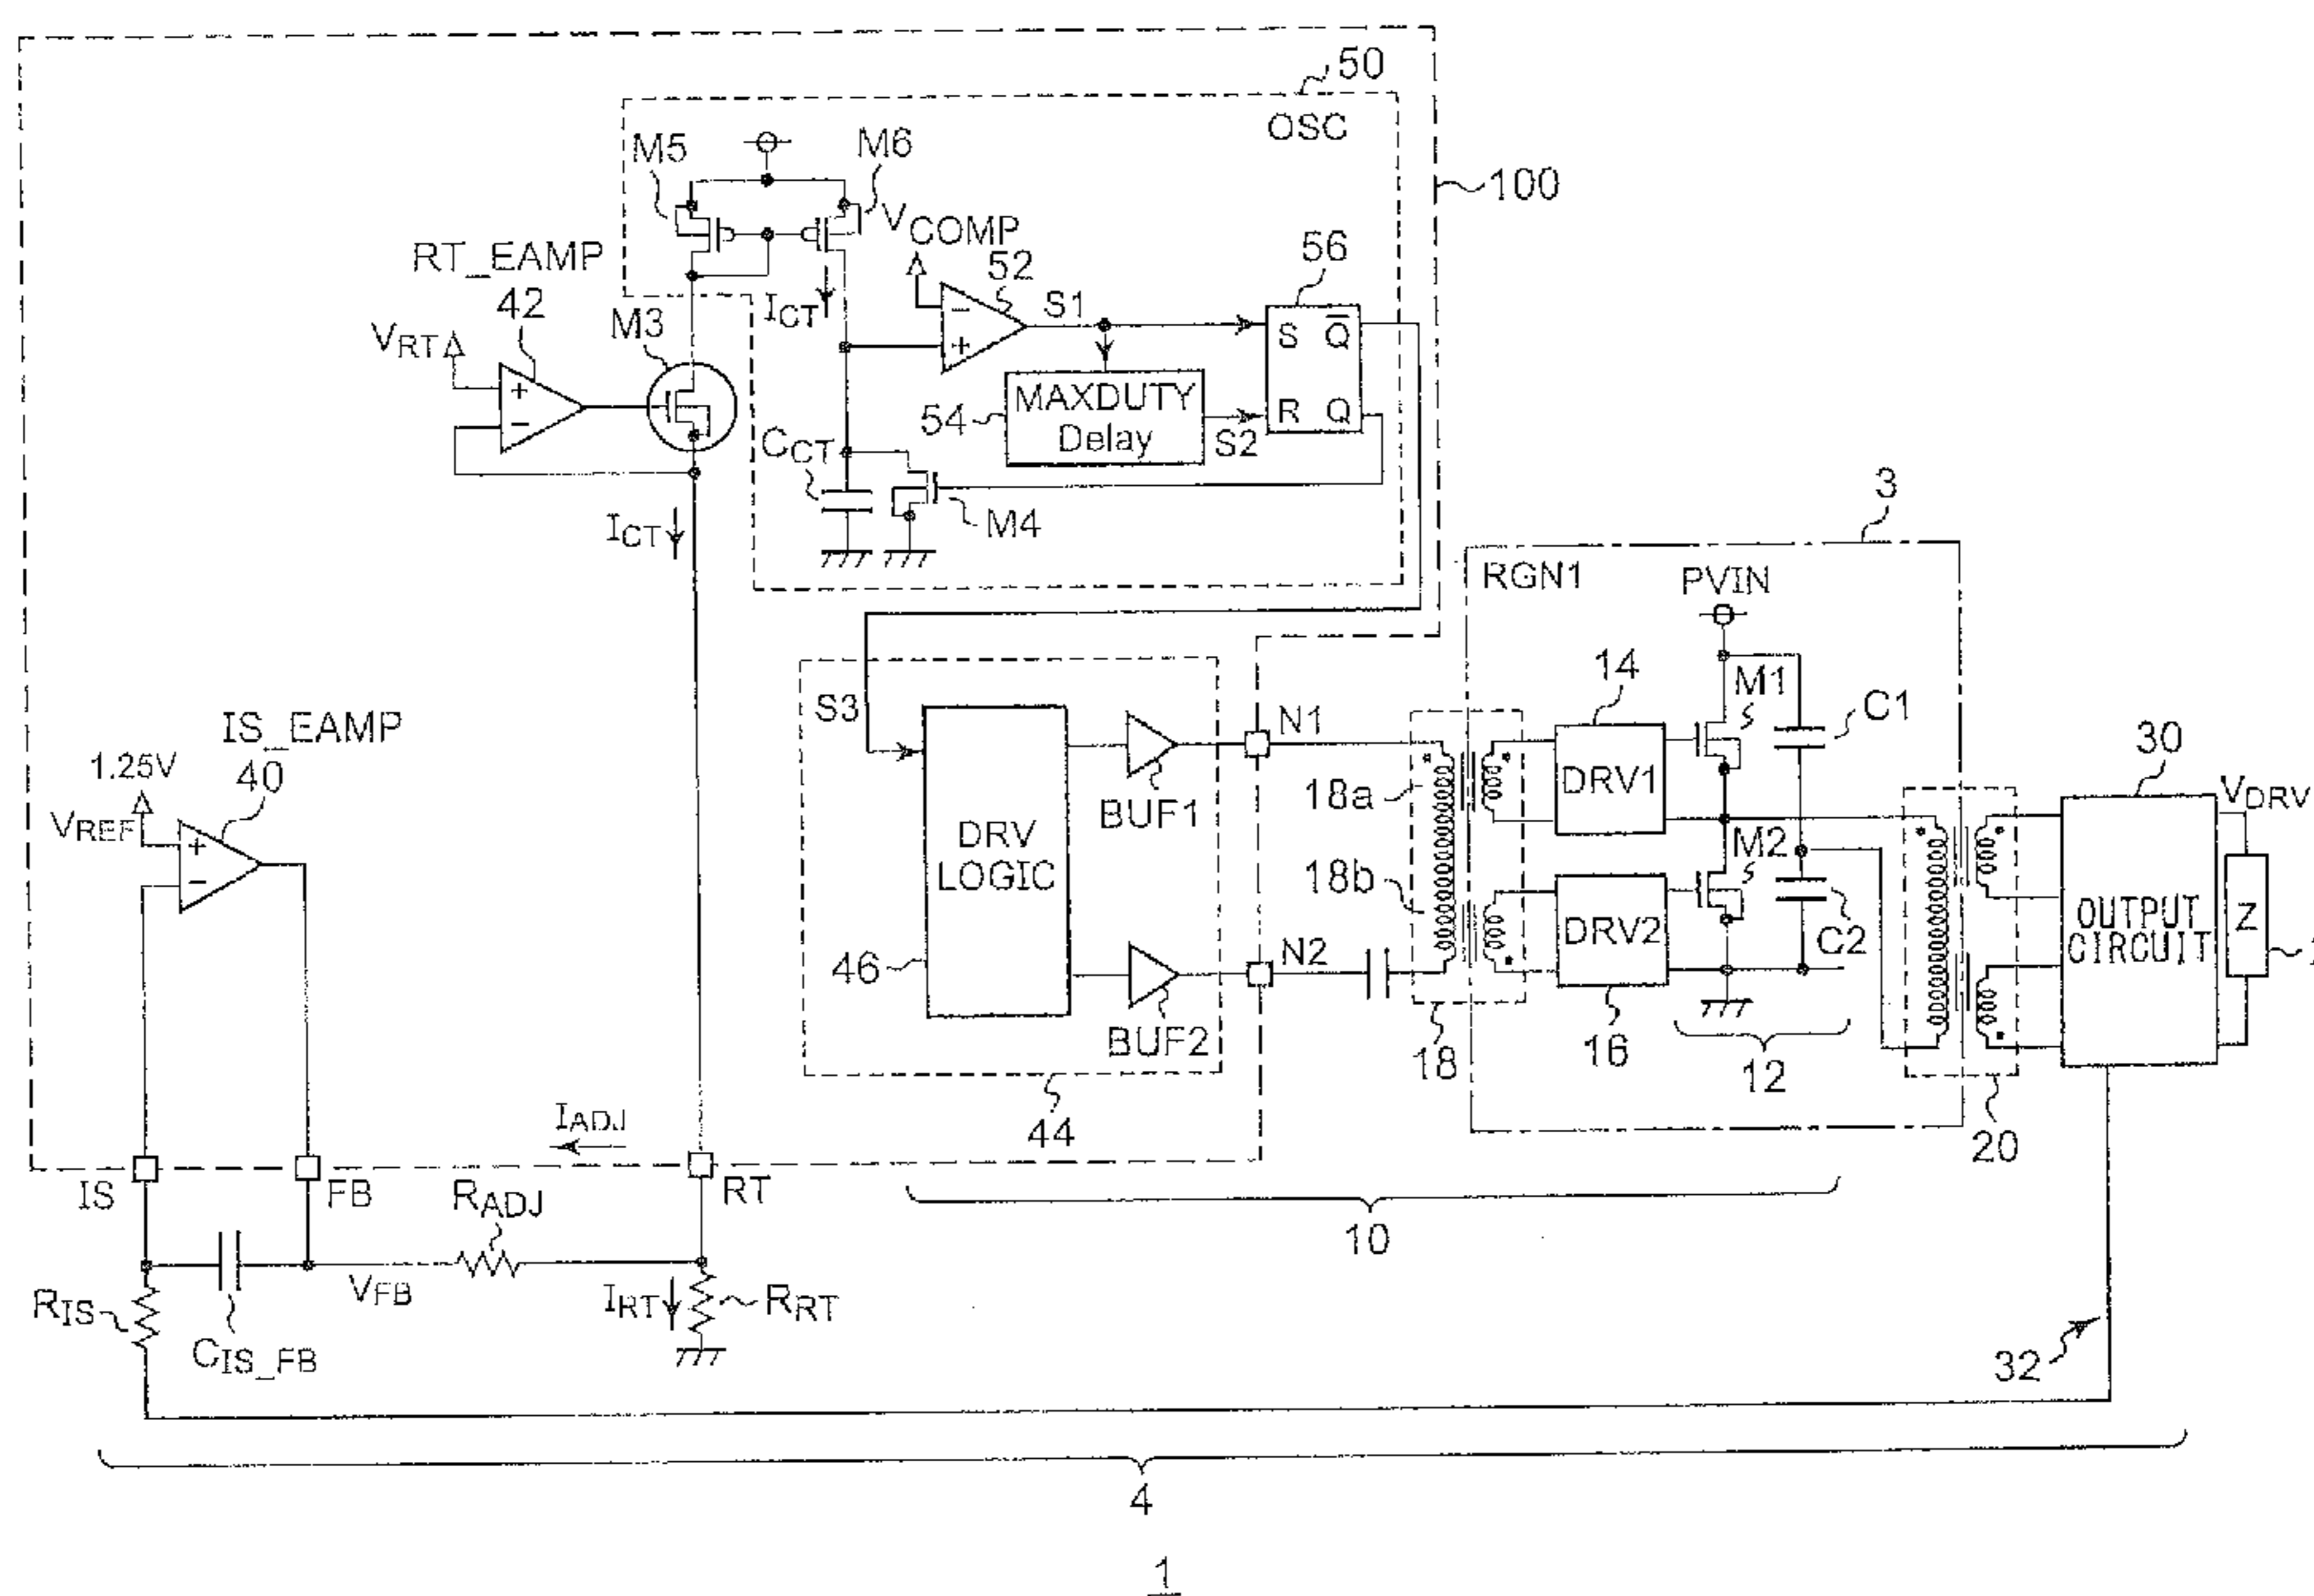 50
OSC
M5
M6
100
VCOMP
52
56
RT_EAMP
42
M3
VRT
+
−
ICT
−
+
S1
S Q̅
R Q
MAXDUTY
Delay
54
S2
CCT
M4
ICT
3
RGN1
PVIN
14
M1
C1
S3
N1
18a
DRV1
BUF1
30
VDRV
IS_EAMP
1.25V
40
VREF
+
−
DRV
LOGIC
18b
M2
DRV2
C2
OUTPUT
CIRCUIT
Z
46
N2
BUF2
18
16
12
44
20
IADJ
IS
FB
RADJ
RT
10
VFB
IRT
RRT
RIS
CIS_FB
32
4
1